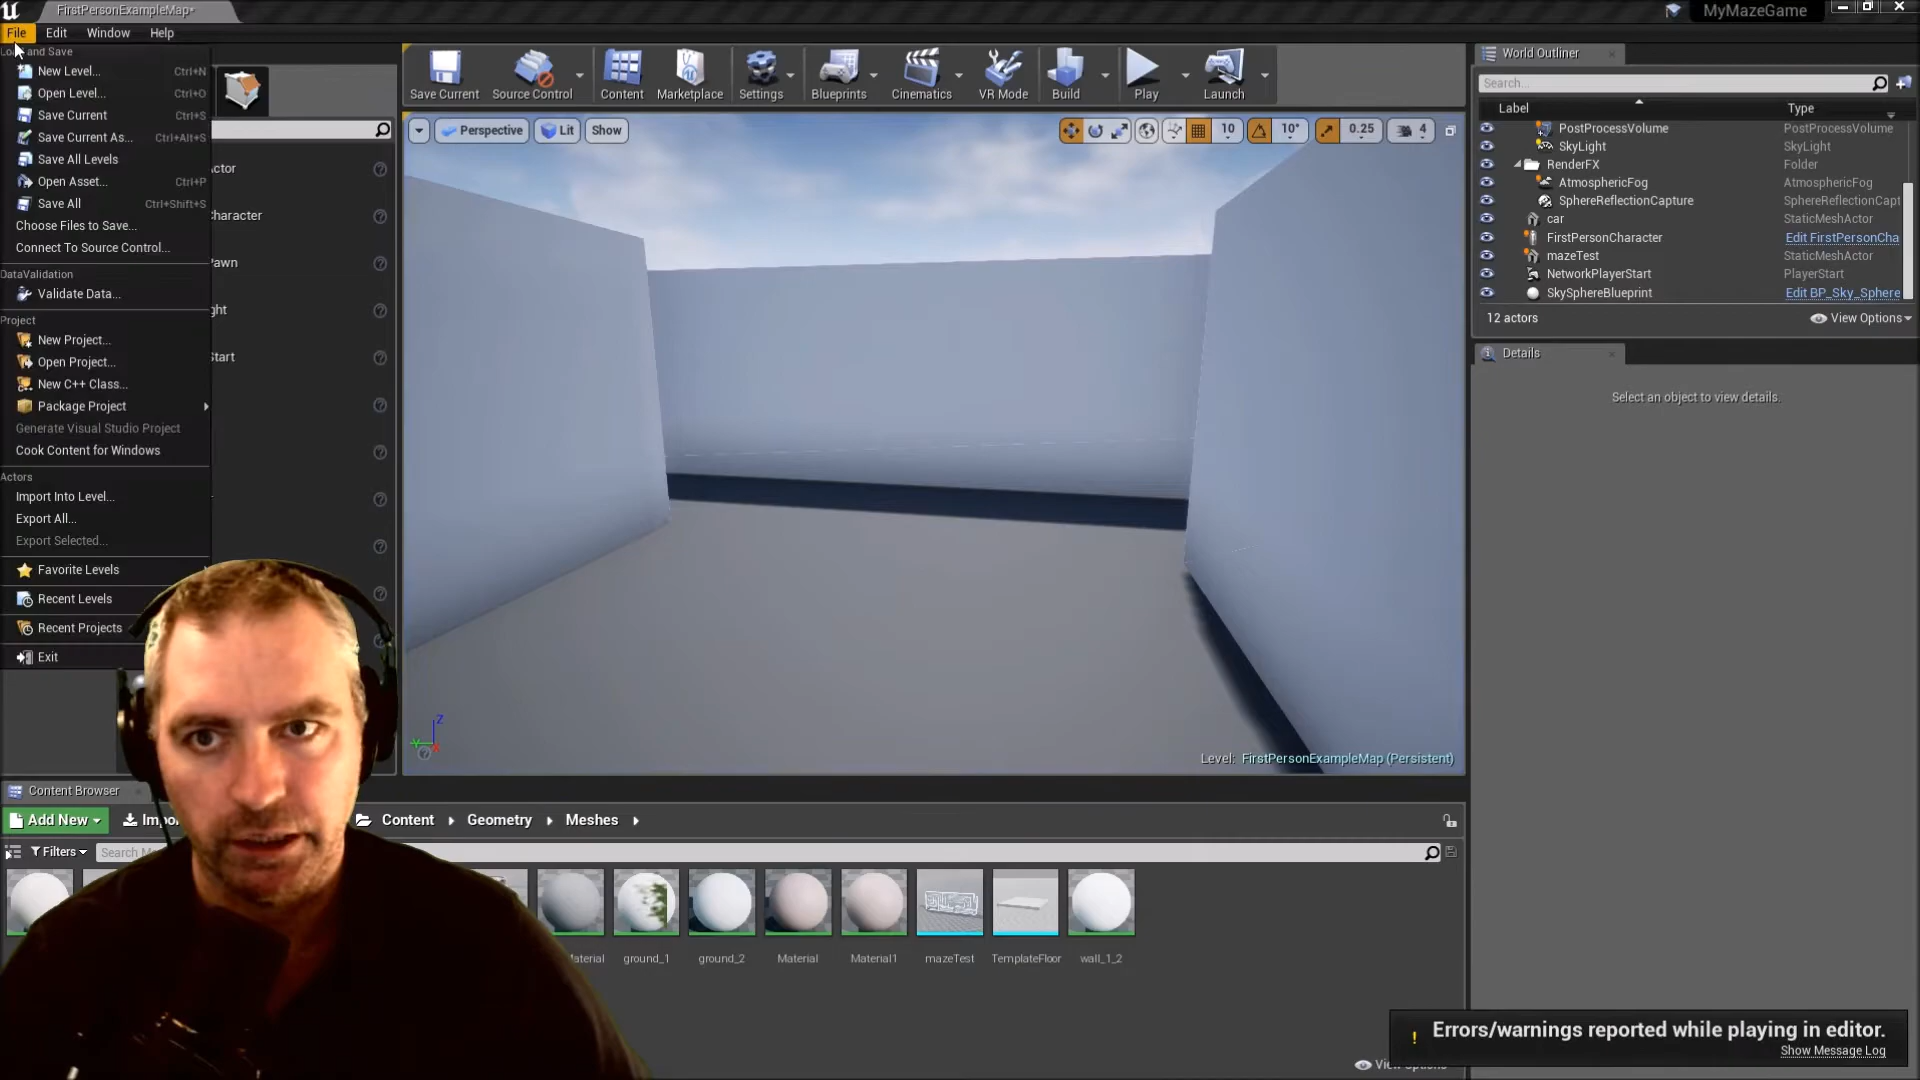 FirstPersonExampleMap*
MyMazeGame
File Edit Window Help
Load and Save
New Level... Ctrl+N
Open Level... Ctrl+O
Save Current Ctrl+S
Save Current As... Ctrl+Alt+S
Save All Levels
Open Asset... Ctrl+P
Save All Ctrl+Shift+S
Choose Files to Save...
Connect To Source Control...
DataValidation
Validate Data...
Project
New Project...
Open Project...
New C++ Class...
Package Project
Generate Visual Studio Project
Cook Content for Windows
Actors
Import Into Level...
Export All...
Export Selected...
Favorite Levels
Recent Levels
Recent Projects
Exit
ctor
haracter
awn
ght
tart
Save Current Source Control Content Marketplace Settings Blueprints Cinematics VR Mode Build Play Launch
Perspective Lit Show 10 10° 0.25 4
Z
Level: FirstPersonExampleMap (Persistent)
World Outliner
Search...
Label Type
PostProcessVolume PostProcessVolume
SkyLight SkyLight
RenderFX Folder
AtmosphericFog AtmosphericFog
SphereReflectionCapture SphereReflectionCapt
car StaticMeshActor
FirstPersonCharacter Edit FirstPersonCha
mazeTest StaticMeshActor
NetworkPlayerStart PlayerStart
SkySphereBlueprint Edit BP_Sky_Sphere
12 actors View Options
Details
Select an object to view details.
Content Browser
Add New Impo Content Geometry Meshes
Filters Search M
aterial ground_1 ground_2 Material Material1 mazeTest TemplateFloor wall_1_2
View Options
Errors/warnings reported while playing in editor.
Show Message Log